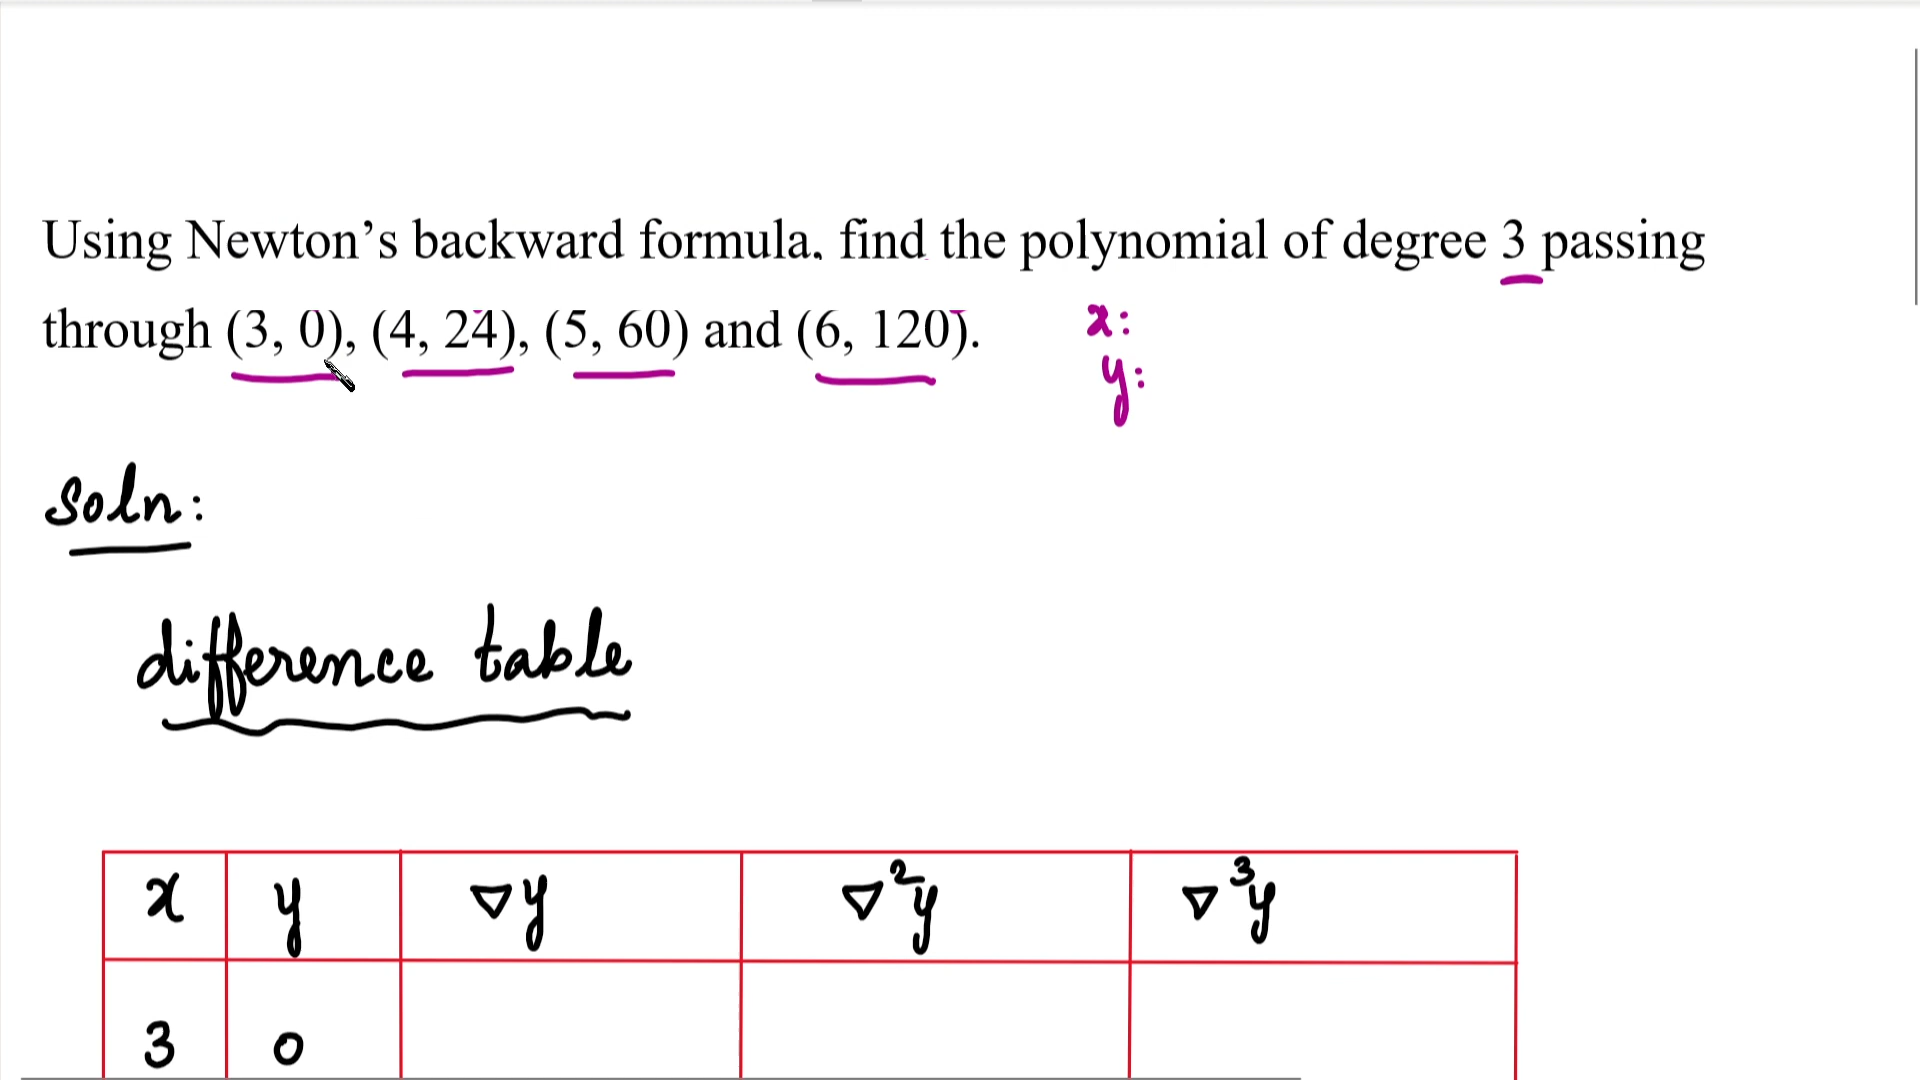 Using Newton’s backward formula, find the polynomial of degree 3 passing
through (3, 0), (4, 24), (5, 60) and (6, 120).
x:
y:
soln:
difference table
x y ∇y ∇²y ∇³y
3 0